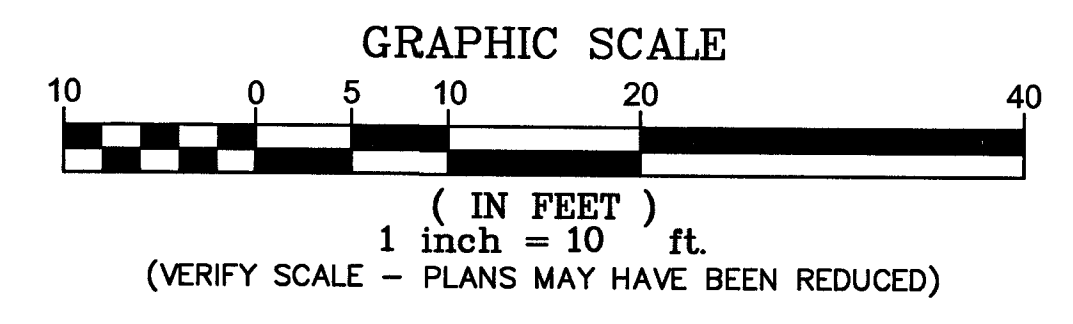 GRAPHIC SCALE
10 0 5 10 20 40
( IN FEET )
1 inch = 10 ft.
(VERIFY SCALE – PLANS MAY HAVE BEEN REDUCED)